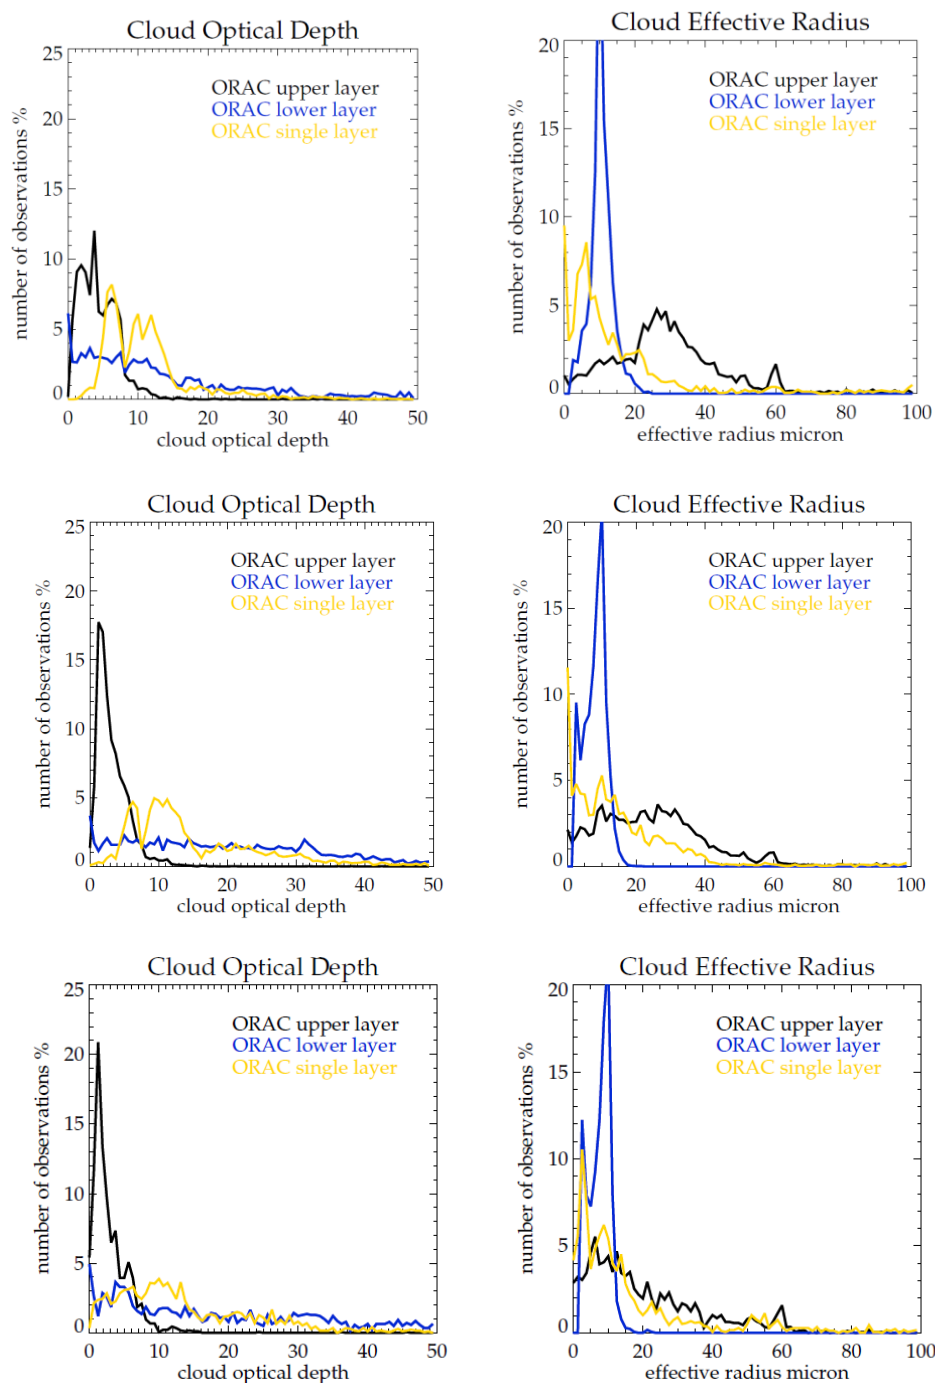 Cloud Optical Depth
25
20
15
10
5
0
number of observations %
ORAC upper layer
ORAC lower layer
ORAC single layer
0 10 20 30 40 50
cloud optical depth
Cloud Effective Radius
20
15
10
5
0
number of observations %
ORAC upper layer
ORAC lower layer
ORAC single layer
0 20 40 60 80 100
effective radius micron
Cloud Optical Depth
25
20
15
10
5
0
number of observations %
ORAC upper layer
ORAC lower layer
ORAC single layer
0 10 20 30 40 50
cloud optical depth
Cloud Effective Radius
20
15
10
5
0
number of observations %
ORAC upper layer
ORAC lower layer
ORAC single layer
0 20 40 60 80 100
effective radius micron
Cloud Optical Depth
25
20
15
10
5
0
number of observations %
ORAC upper layer
ORAC lower layer
ORAC single layer
0 10 20 30 40 50
cloud optical depth
Cloud Effective Radius
20
15
10
5
0
number of observations %
ORAC upper layer
ORAC lower layer
ORAC single layer
0 20 40 60 80 100
effective radius micron